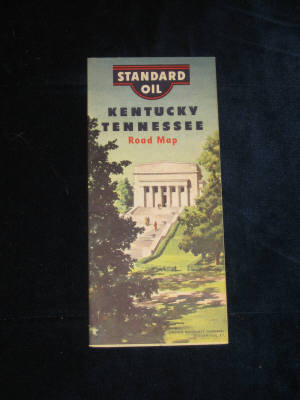 STANDARD
OIL
KENTUCKY
TENNESSEE
Road Map